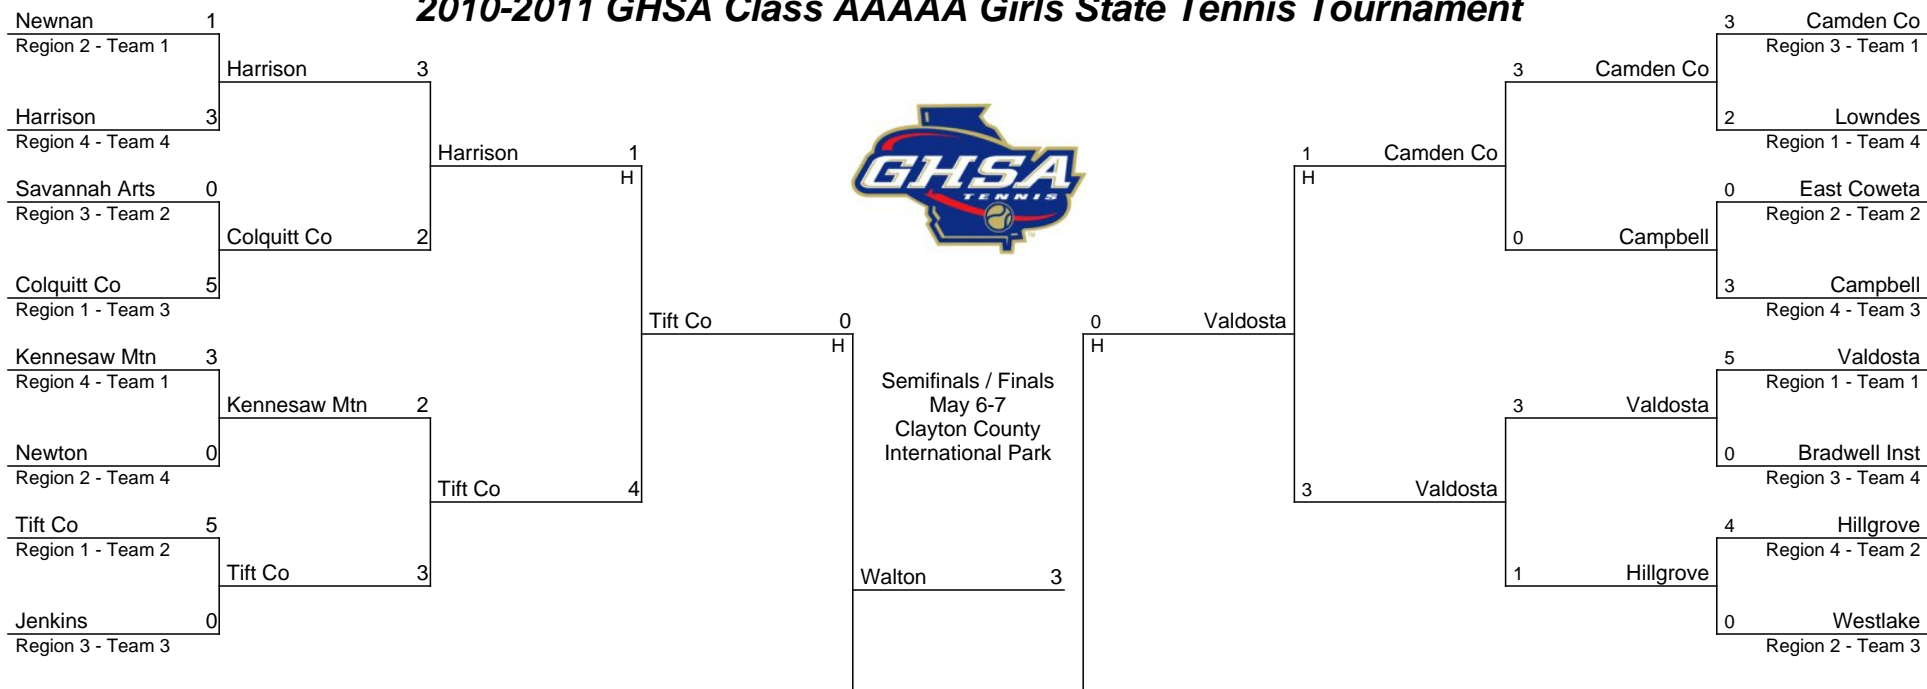 2010-2011 GHSA Class AAAAA Girls State Tennis Tournament
Newnan 1
Region 2 - Team 1
Harrison 3
Harrison 3
Region 4 - Team 4
Harrison 1
H
Savannah Arts 0
Region 3 - Team 2
Colquitt Co 2
Colquitt Co 5
Region 1 - Team 3
Tift Co 0
H
Kennesaw Mtn 3
Region 4 - Team 1
Kennesaw Mtn 2
Newton 0
Region 2 - Team 4
Tift Co 4
Tift Co 5
Region 1 - Team 2
Tift Co 3
Jenkins 0
Region 3 - Team 3
GHSA
TENNIS
Semifinals / Finals
May 6-7
Clayton County
International Park
Walton 3
3 Camden Co
Region 3 - Team 1
3 Camden Co
2 Lowndes
Region 1 - Team 4
1 Camden Co
H
0 East Coweta
Region 2 - Team 2
0 Campbell
3 Campbell
Region 4 - Team 3
0 Valdosta
H
5 Valdosta
Region 1 - Team 1
3 Valdosta
0 Bradwell Inst
Region 3 - Team 4
3 Valdosta
4 Hillgrove
Region 4 - Team 2
1 Hillgrove
0 Westlake
Region 2 - Team 3